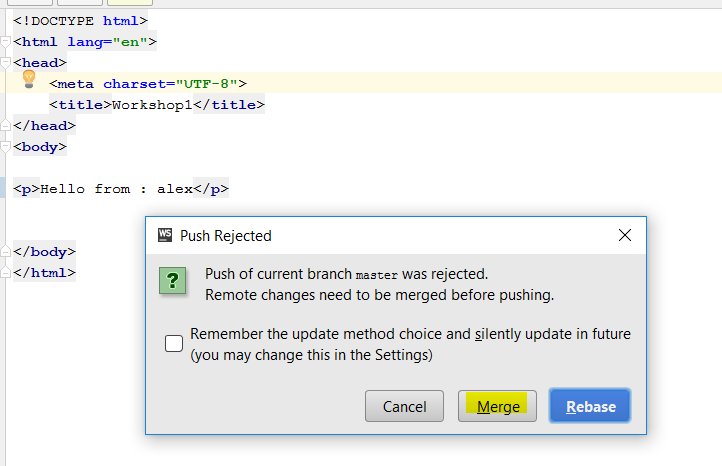 <!DOCTYPE html>
<html lang="en">
<head>
<meta charset="UTF-8">
<title>Workshop1</title>
</head>
<body>
<p>Hello from : alex</p>
</body>
</html>
WS Push Rejected
? Push of current branch master was rejected.
Remote changes need to be merged before pushing.
Remember the update method choice and silently update in future
(you may change this in the Settings)
Cancel Merge Rebase